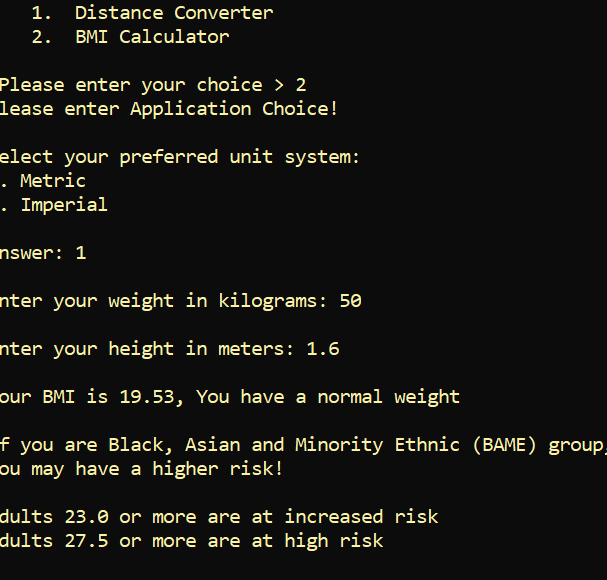 1. Distance Converter
2. BMI Calculator
Please enter your choice > 2
lease enter Application Choice!
elect your preferred unit system:
. Metric
. Imperial
nswer: 1
nter your weight in kilograms: 50
nter your height in meters: 1.6
our BMI is 19.53, You have a normal weight
f you are Black, Asian and Minority Ethnic (BAME) group,
ou may have a higher risk!
dults 23.0 or more are at increased risk
dults 27.5 or more are at high risk